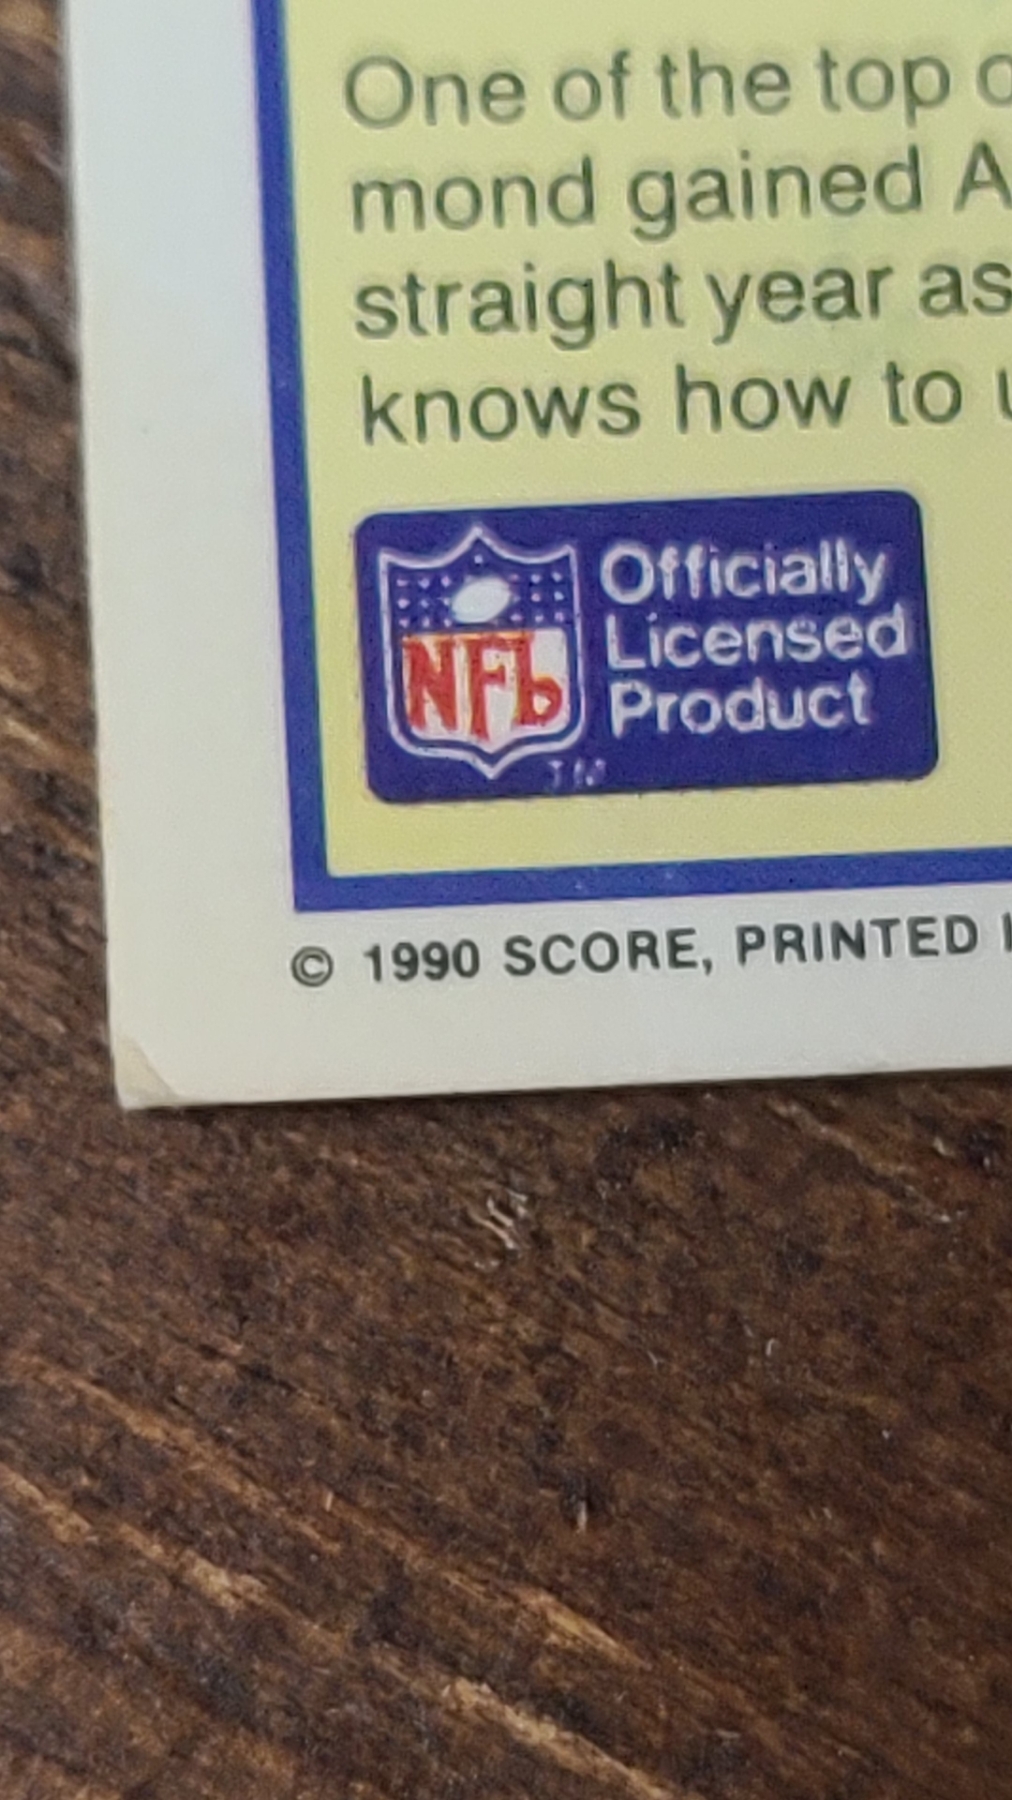 One of the top
mond gained A
straight year as
knows how to
NFL
Officially
Licensed
Product
TM
© 1990 SCORE, PRINTED